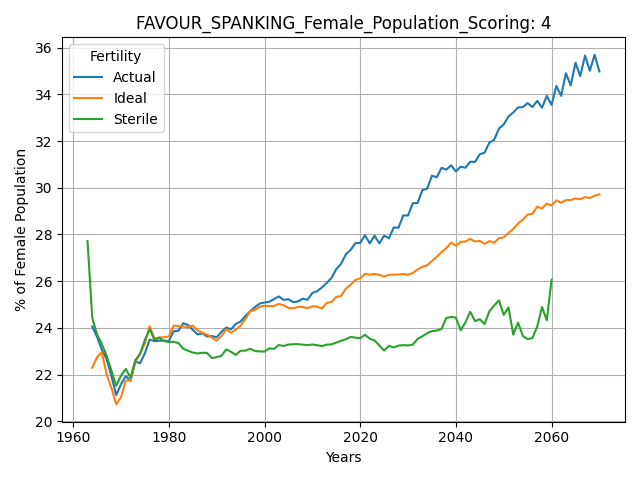 FAVOUR_SPANKING_Female_Population_Scoring: 4
Fertility
Actual
Ideal
Sterile
% of Female Population
36
34
32
30
28
26
24
22
20
1960 1980 2000 2020 2040 2060
Years